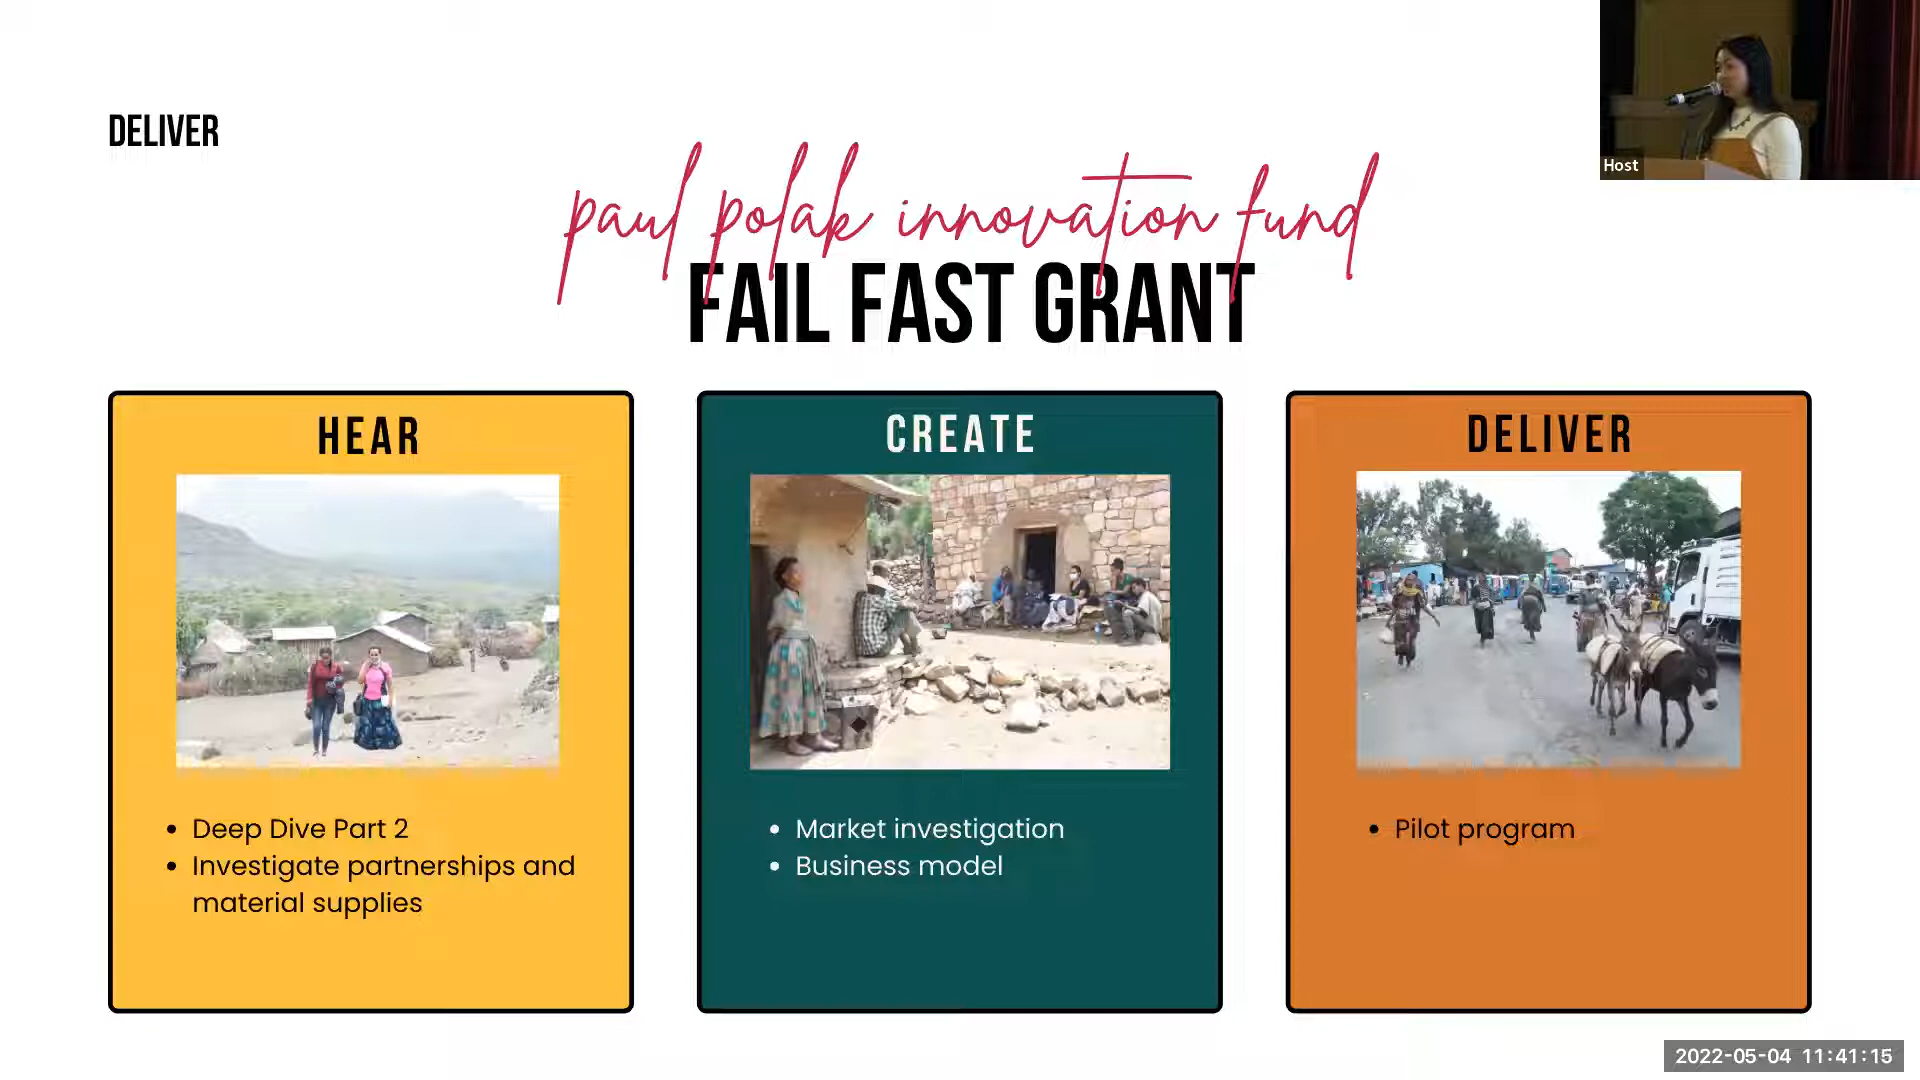 Host
DELIVER
paul polak innovation fund
FAIL FAST GRANT
HEAR
Deep Dive Part 2
Investigate partnerships and
material supplies
CREATE
Market investigation
Business model
DELIVER
Pilot program
2022-05-04 11:41:15